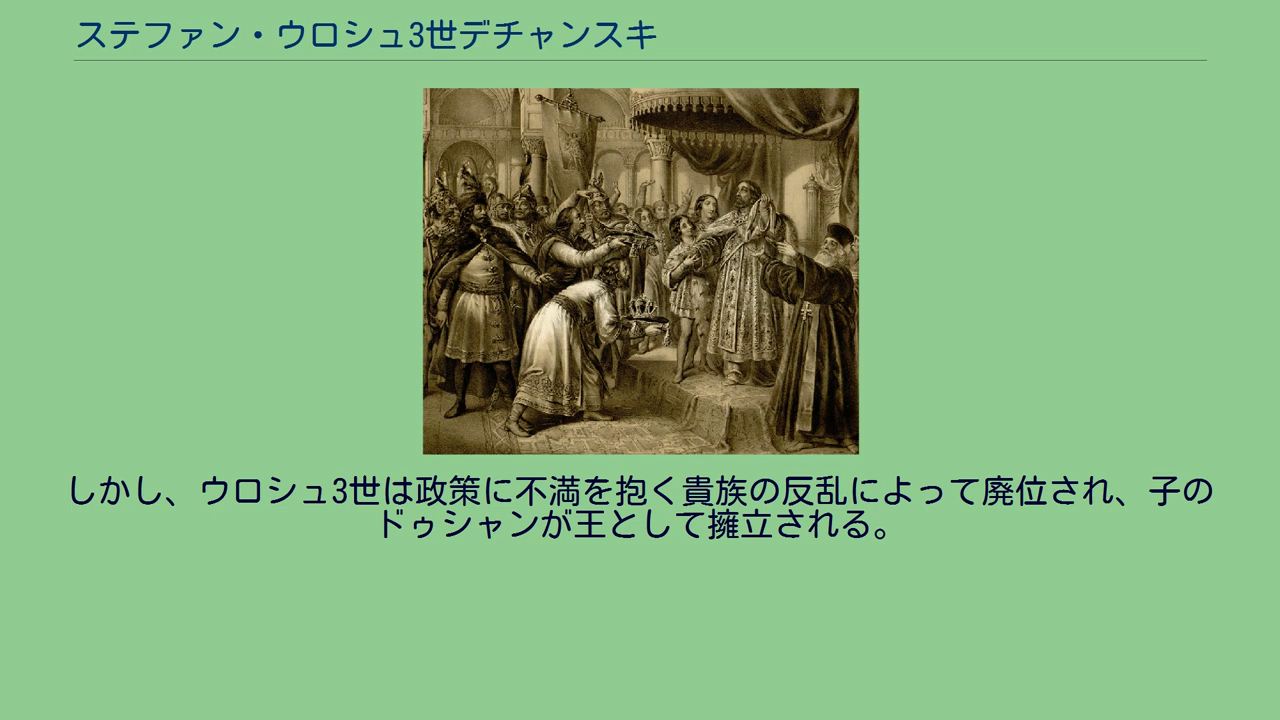 ステファン・ウロシュ3世デチャンスキ
しかし、ウロシュ3世は政策に不満を抱く貴族の反乱によって廃位され、子の
ドゥシャンが王として擁立される。